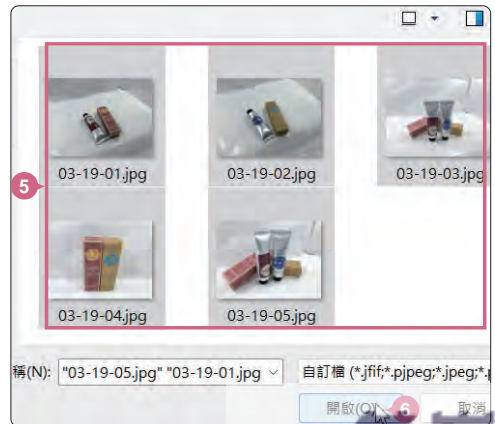 03-19-01.jpg 03-19-02.jpg 03-19-03.jpg
5
03-19-04.jpg 03-19-05.jpg
稱(N): "03-19-05.jpg" "03-19-01.jpg 自訂檔 (*.jfif;*.pjpeg;*.jpeg;*.p
開啟(O) 6 取消